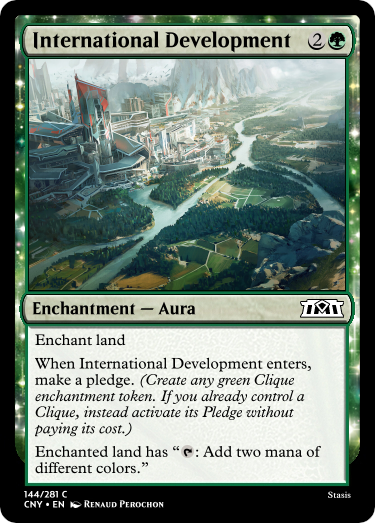 International Development 2
Enchantment — Aura
Enchant land
When International Development enters,
make a pledge. (Create any green Clique
enchantment token. If you already control a
Clique, instead activate its Pledge without
paying its cost.)
Enchanted land has “: Add two mana of
different colors.”
144/281 C
Stasis
CNY • EN Renaud Perochon